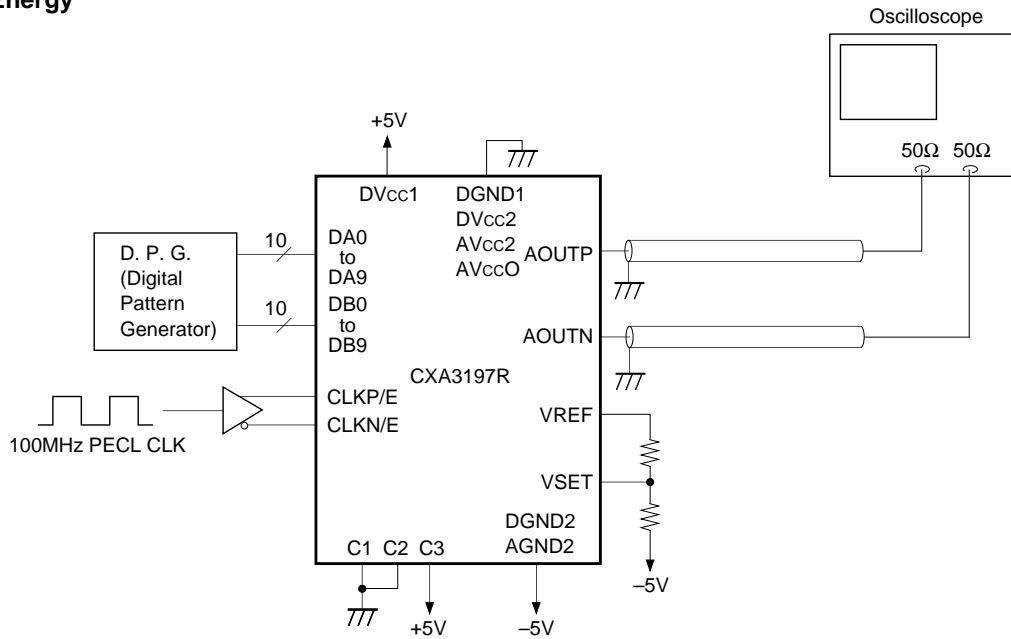 Energy
Oscilloscope
+5V
50Ω 50Ω
DVCC1
DGND1
DVCC2
AVCC2
AVCCO
D. P. G.
(Digital
Pattern
Generator)
10
DA0
to
DA9
10
DB0
to
DB9
AOUTP
AOUTN
CXA3197R
CLKP/E
CLKN/E
100MHz PECL CLK
VREF
VSET
DGND2
AGND2
C1 C2 C3
–5V
+5V
–5V